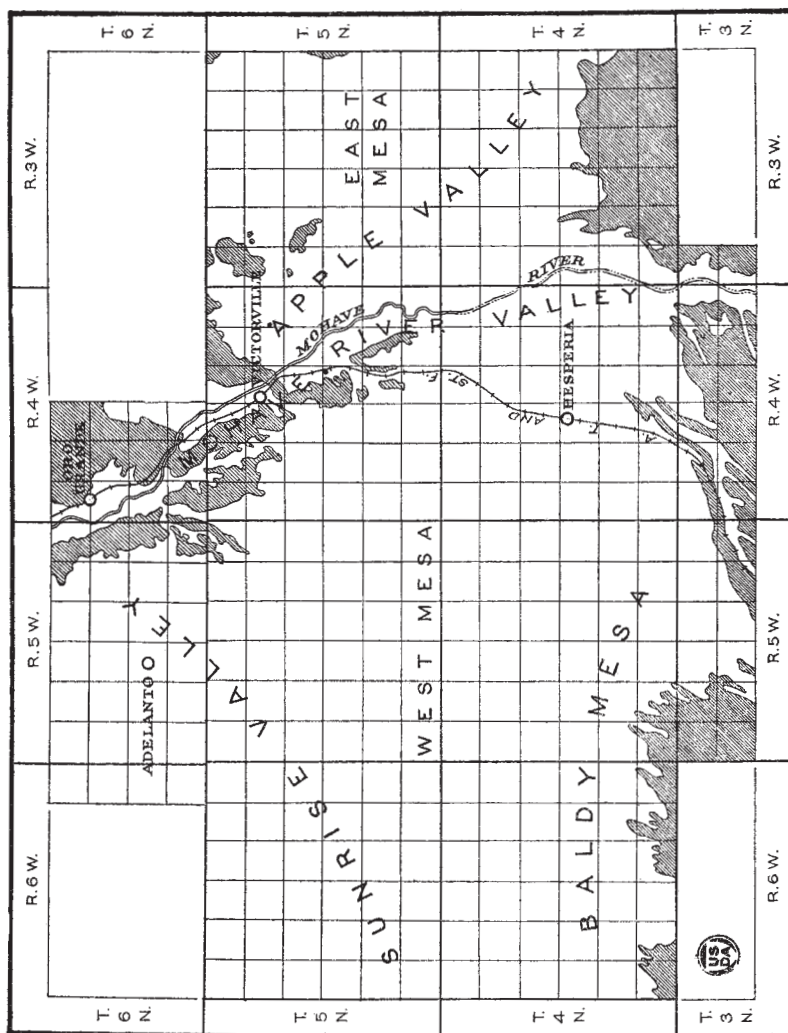 R.6 W.
R.5 W.
R.4 W.
R.3 W.
T.
6
N.
T.
6
N.
ORO
GRANDE
ADELANTO
VICTORVILLE
T.
5
N.
T.
5
N.
SUNRISE VALLEY
APPLE VALLEY
EAST
MESA
MOHAVE RIVER
MOHAVE RIVER VALLEY
WEST MESA
A. T. AND ST. F.
HESPERIA
T.
4
N.
T.
4
N.
BALDY MESA
US
DA
T.
3
N.
T.
3
N.
R.6 W.
R.5 W.
R.4 W.
R.3 W.